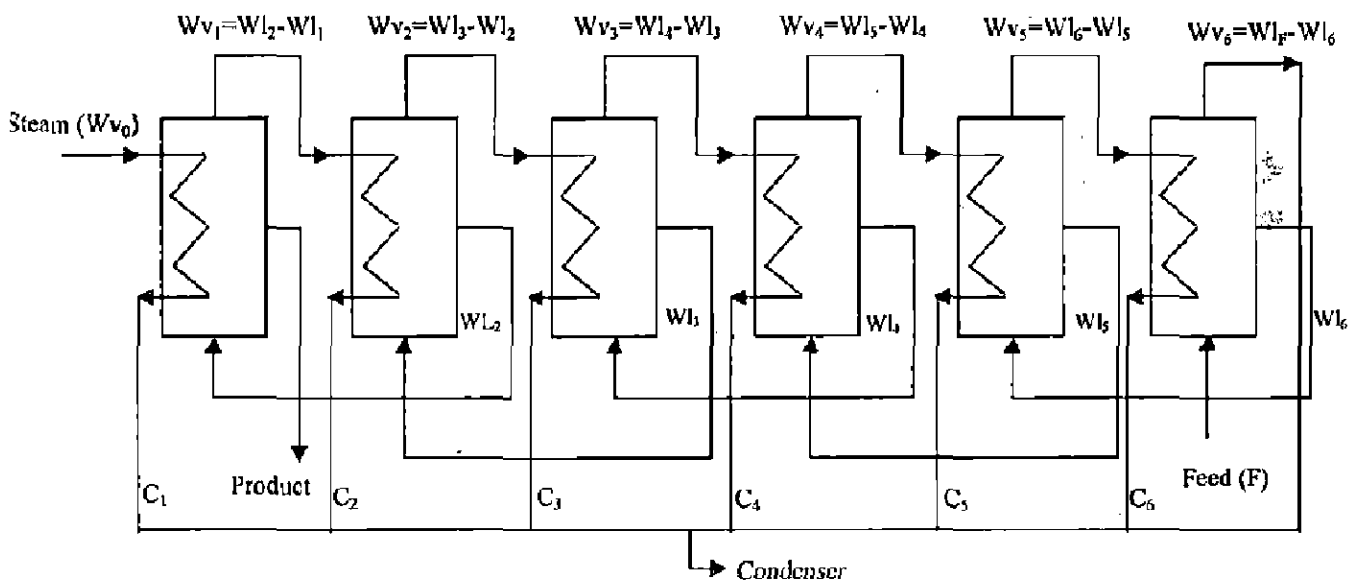 Wv₁=Wl₂-Wl₁ Wv₂=Wl₃-Wl₂ Wv₃=Wl₄-Wl₃ Wv₄=Wl₅-Wl₄ Wv₅=Wl₆-Wl₅ Wv₆=Wl_F-Wl₆
Steam (Wv₀)
WL₂ Wl₃ Wl₄ Wl₅ Wl₆
Product Feed (F)
C₁ C₂ C₃ C₄ C₅ C₆
Condenser